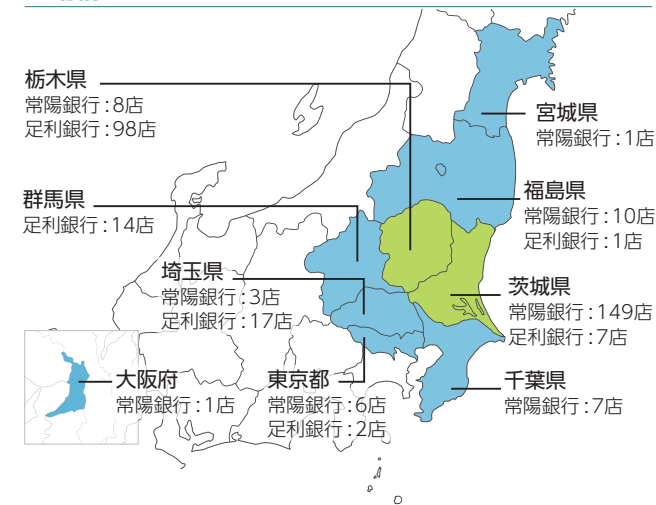 栃木県
常陽銀行:8店
足利銀行:98店
宮城県
常陽銀行:1店
群馬県
足利銀行:14店
福島県
常陽銀行:10店
足利銀行:1店
埼玉県
常陽銀行:3店
足利銀行:17店
茨城県
常陽銀行:149店
足利銀行:7店
大阪府
常陽銀行:1店
東京都
常陽銀行:6店
足利銀行:2店
千葉県
常陽銀行:7店